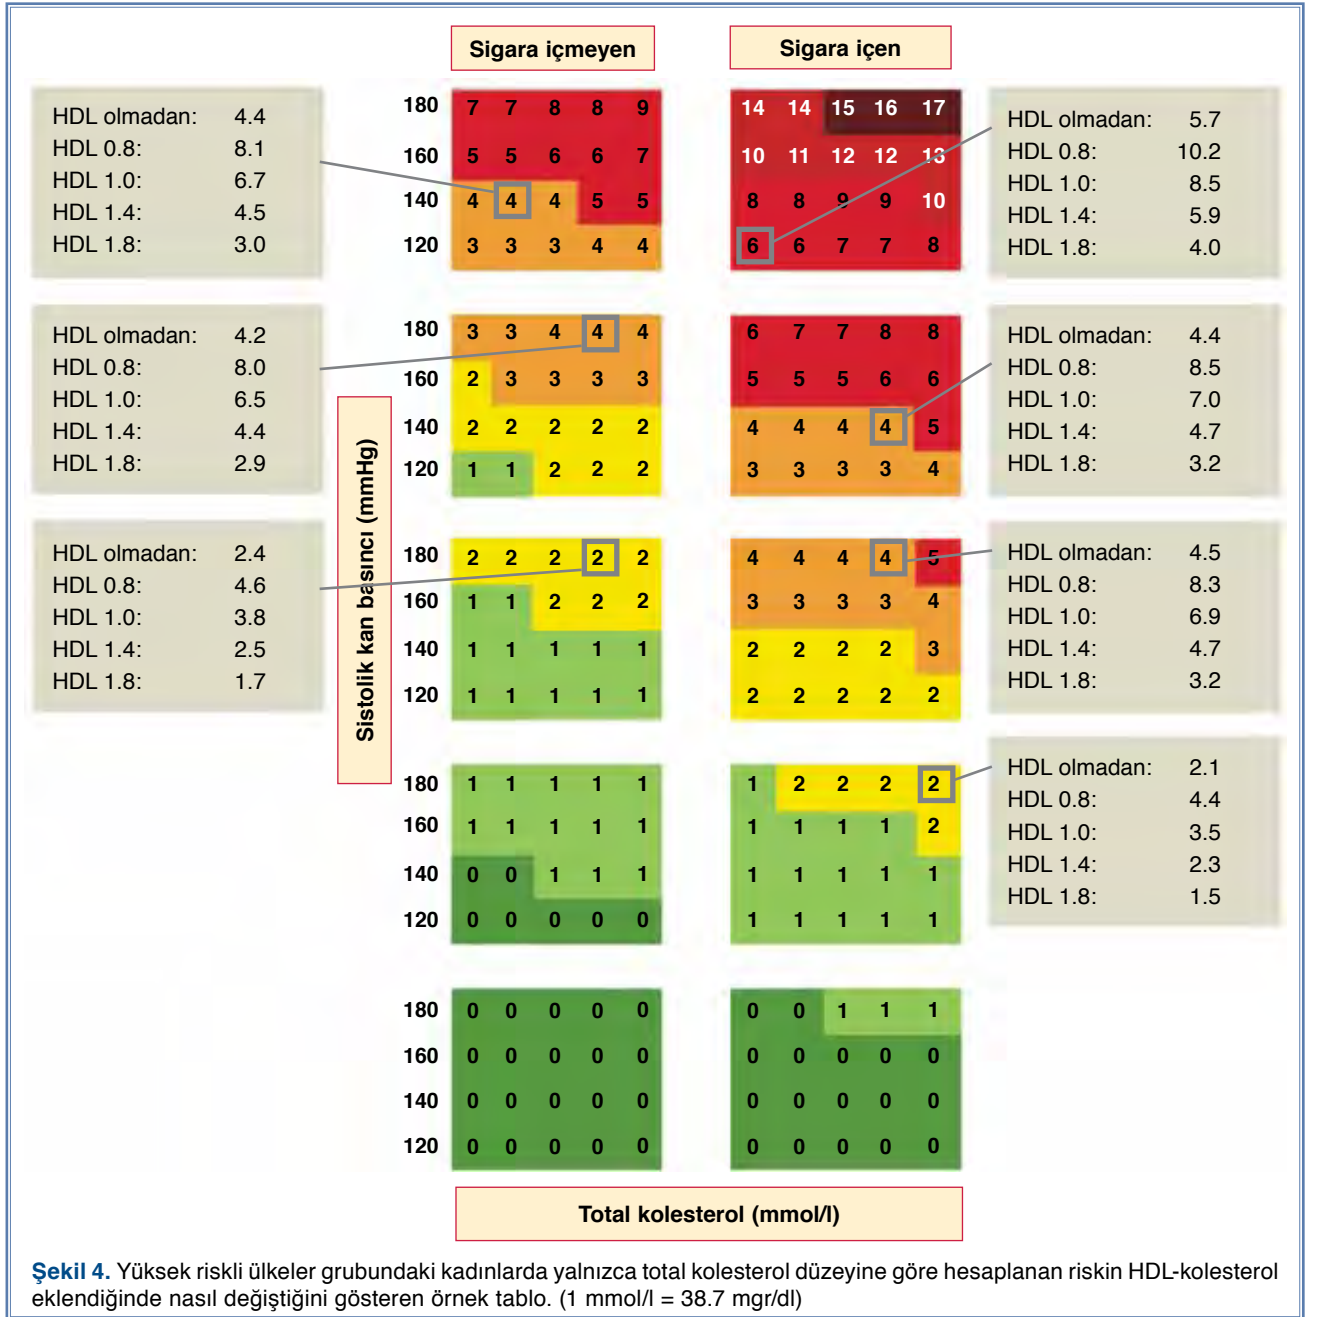 Sigara içmeyen
Sigara içen
HDL olmadan: 4.4
HDL 0.8: 8.1
HDL 1.0: 6.7
HDL 1.4: 4.5
HDL 1.8: 3.0
180 7 7 8 8 9
160 5 5 6 6 7
140 4 4 4 5 5
120 3 3 3 4 4
14 14 15 16 17
10 11 12 12 13
8 8 9 9 10
6 6 7 7 8
HDL olmadan: 5.7
HDL 0.8: 10.2
HDL 1.0: 8.5
HDL 1.4: 5.9
HDL 1.8: 4.0
HDL olmadan: 4.2
HDL 0.8: 8.0
HDL 1.0: 6.5
HDL 1.4: 4.4
HDL 1.8: 2.9
180 3 3 4 4 4
160 2 3 3 3 3
140 2 2 2 2 2
120 1 1 2 2 2
6 7 7 8 8
5 5 5 6 6
4 4 4 4 5
3 3 3 3 4
HDL olmadan: 4.4
HDL 0.8: 8.5
HDL 1.0: 7.0
HDL 1.4: 4.7
HDL 1.8: 3.2
Sistolik kan basıncı (mmHg)
HDL olmadan: 2.4
HDL 0.8: 4.6
HDL 1.0: 3.8
HDL 1.4: 2.5
HDL 1.8: 1.7
180 2 2 2 2 2
160 1 1 2 2 2
140 1 1 1 1 1
120 1 1 1 1 1
4 4 4 4 5
3 3 3 3 4
2 2 2 2 3
2 2 2 2 2
HDL olmadan: 4.5
HDL 0.8: 8.3
HDL 1.0: 6.9
HDL 1.4: 4.7
HDL 1.8: 3.2
180 1 1 1 1 1
160 1 1 1 1 1
140 0 0 1 1 1
120 0 0 0 0 0
1 2 2 2 2
1 1 1 1 2
1 1 1 1 1
1 1 1 1 1
HDL olmadan: 2.1
HDL 0.8: 4.4
HDL 1.0: 3.5
HDL 1.4: 2.3
HDL 1.8: 1.5
180 0 0 0 0 0
160 0 0 0 0 0
140 0 0 0 0 0
120 0 0 0 0 0
0 0 1 1 1
0 0 0 0 0
0 0 0 0 0
0 0 0 0 0
Total kolesterol (mmol/l)
Şekil 4. Yüksek riskli ülkeler grubundaki kadınlarda yalnızca total kolesterol düzeyine göre hesaplanan riskin HDL-kolesterol
eklendiğinde nasıl değiştiğini gösteren örnek tablo. (1 mmol/l = 38.7 mgr/dl)